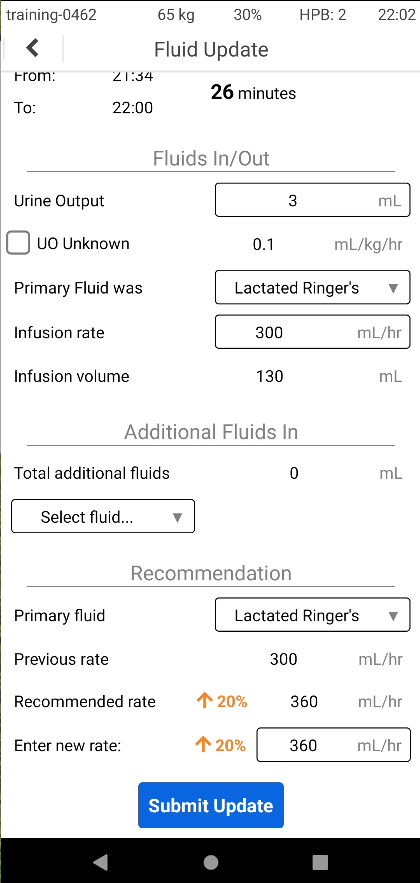 training-0462 65 kg 30% HPB: 2 22:02
Fluid Update
From: 21:34
26 minutes
To: 22:00
Fluids In/Out
Urine Output 3 mL
UO Unknown 0.1 mL/kg/hr
Primary Fluid was Lactated Ringer's
Infusion rate 300 mL/hr
Infusion volume 130 mL
Additional Fluids In
Total additional fluids 0 mL
Select fluid...
Recommendation
Primary fluid Lactated Ringer's
Previous rate 300 mL/hr
Recommended rate 20% 360 mL/hr
Enter new rate: 20% 360 mL/hr
Submit Update